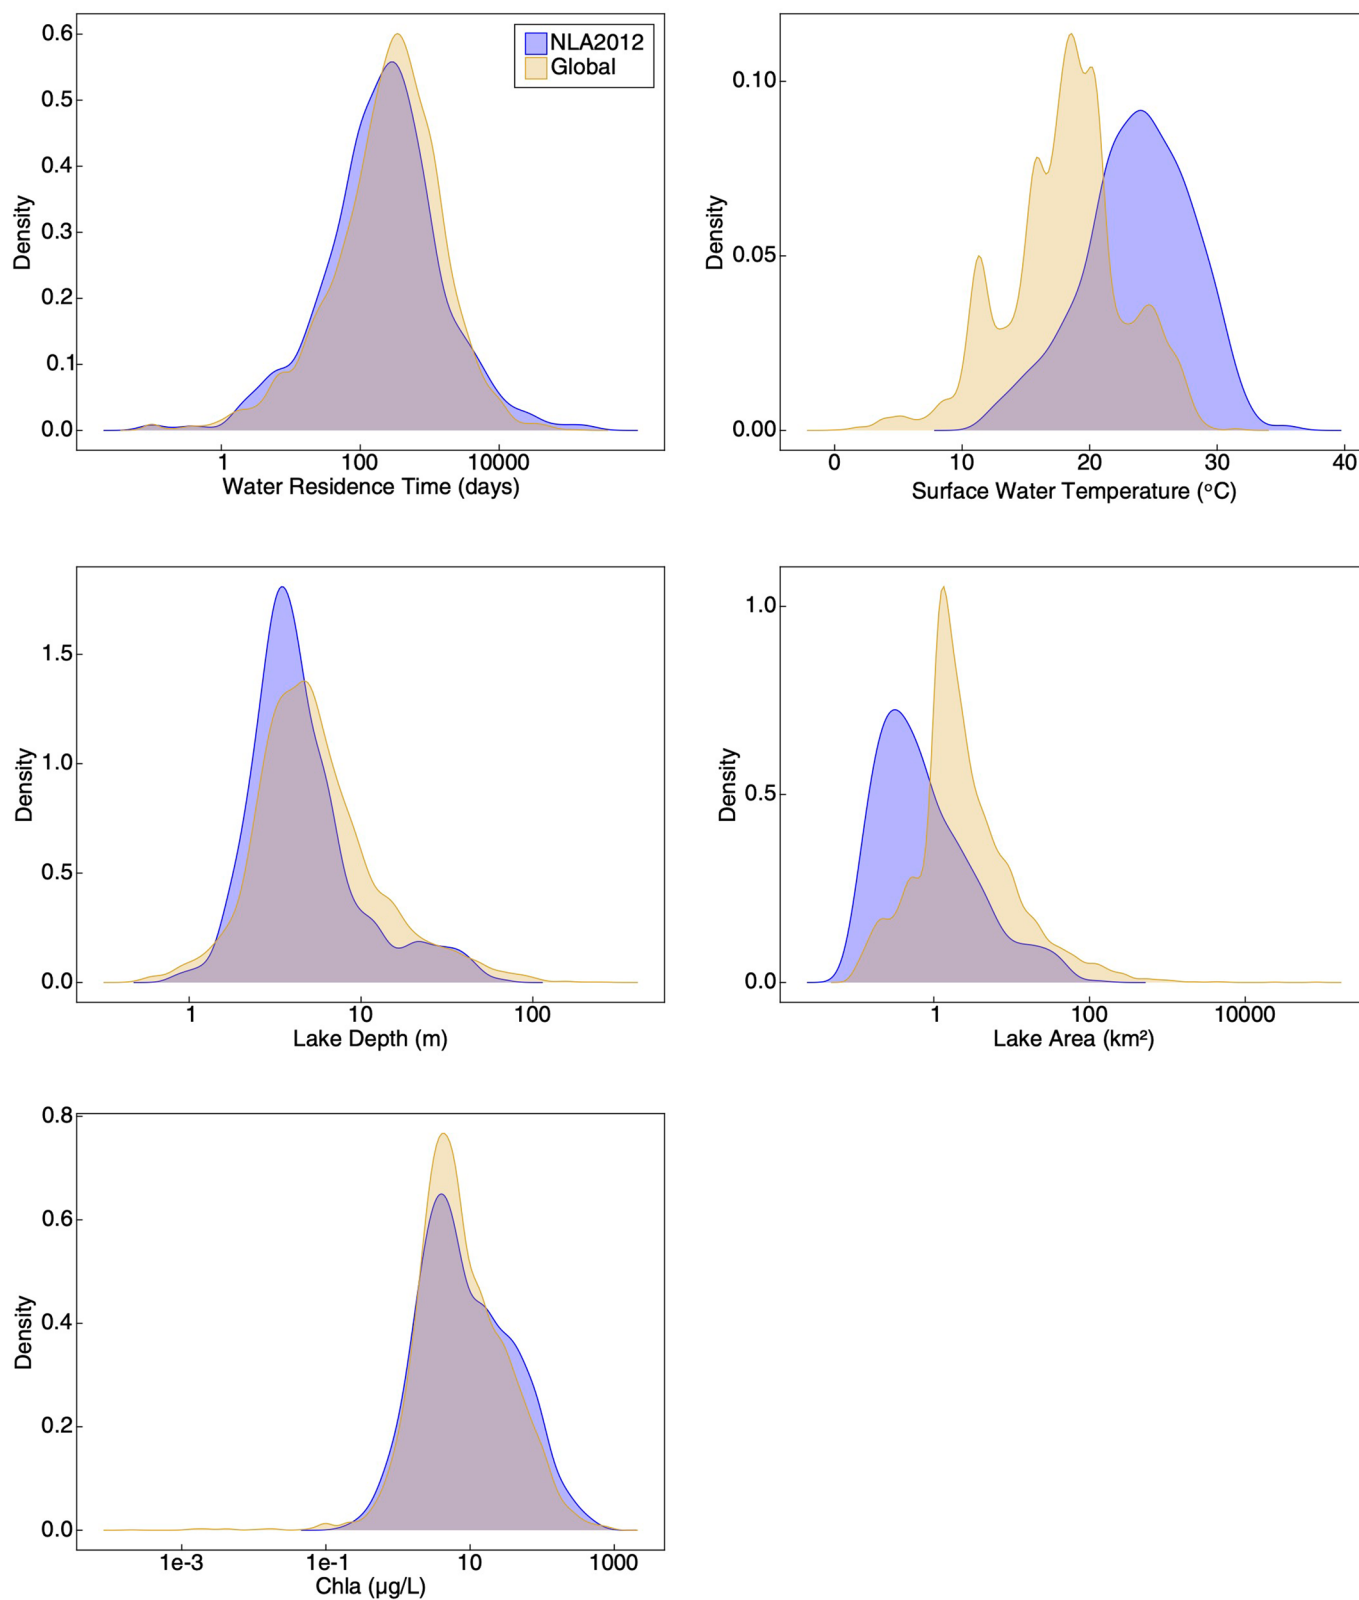 0.6
0.5
0.4
0.3
0.2
0.1
0.0
Density
1
100
10000
Water Residence Time (days)
NLA2012
Global
0.10
0.05
0.00
Density
0
10
20
30
40
Surface Water Temperature (°C)
1.5
1.0
0.5
0.0
Density
1
10
100
Lake Depth (m)
1.0
0.5
0.0
Density
1
100
10000
Lake Area (km²)
0.8
0.6
0.4
0.2
0.0
Density
1e-3
1e-1
10
1000
Chla (µg/L)